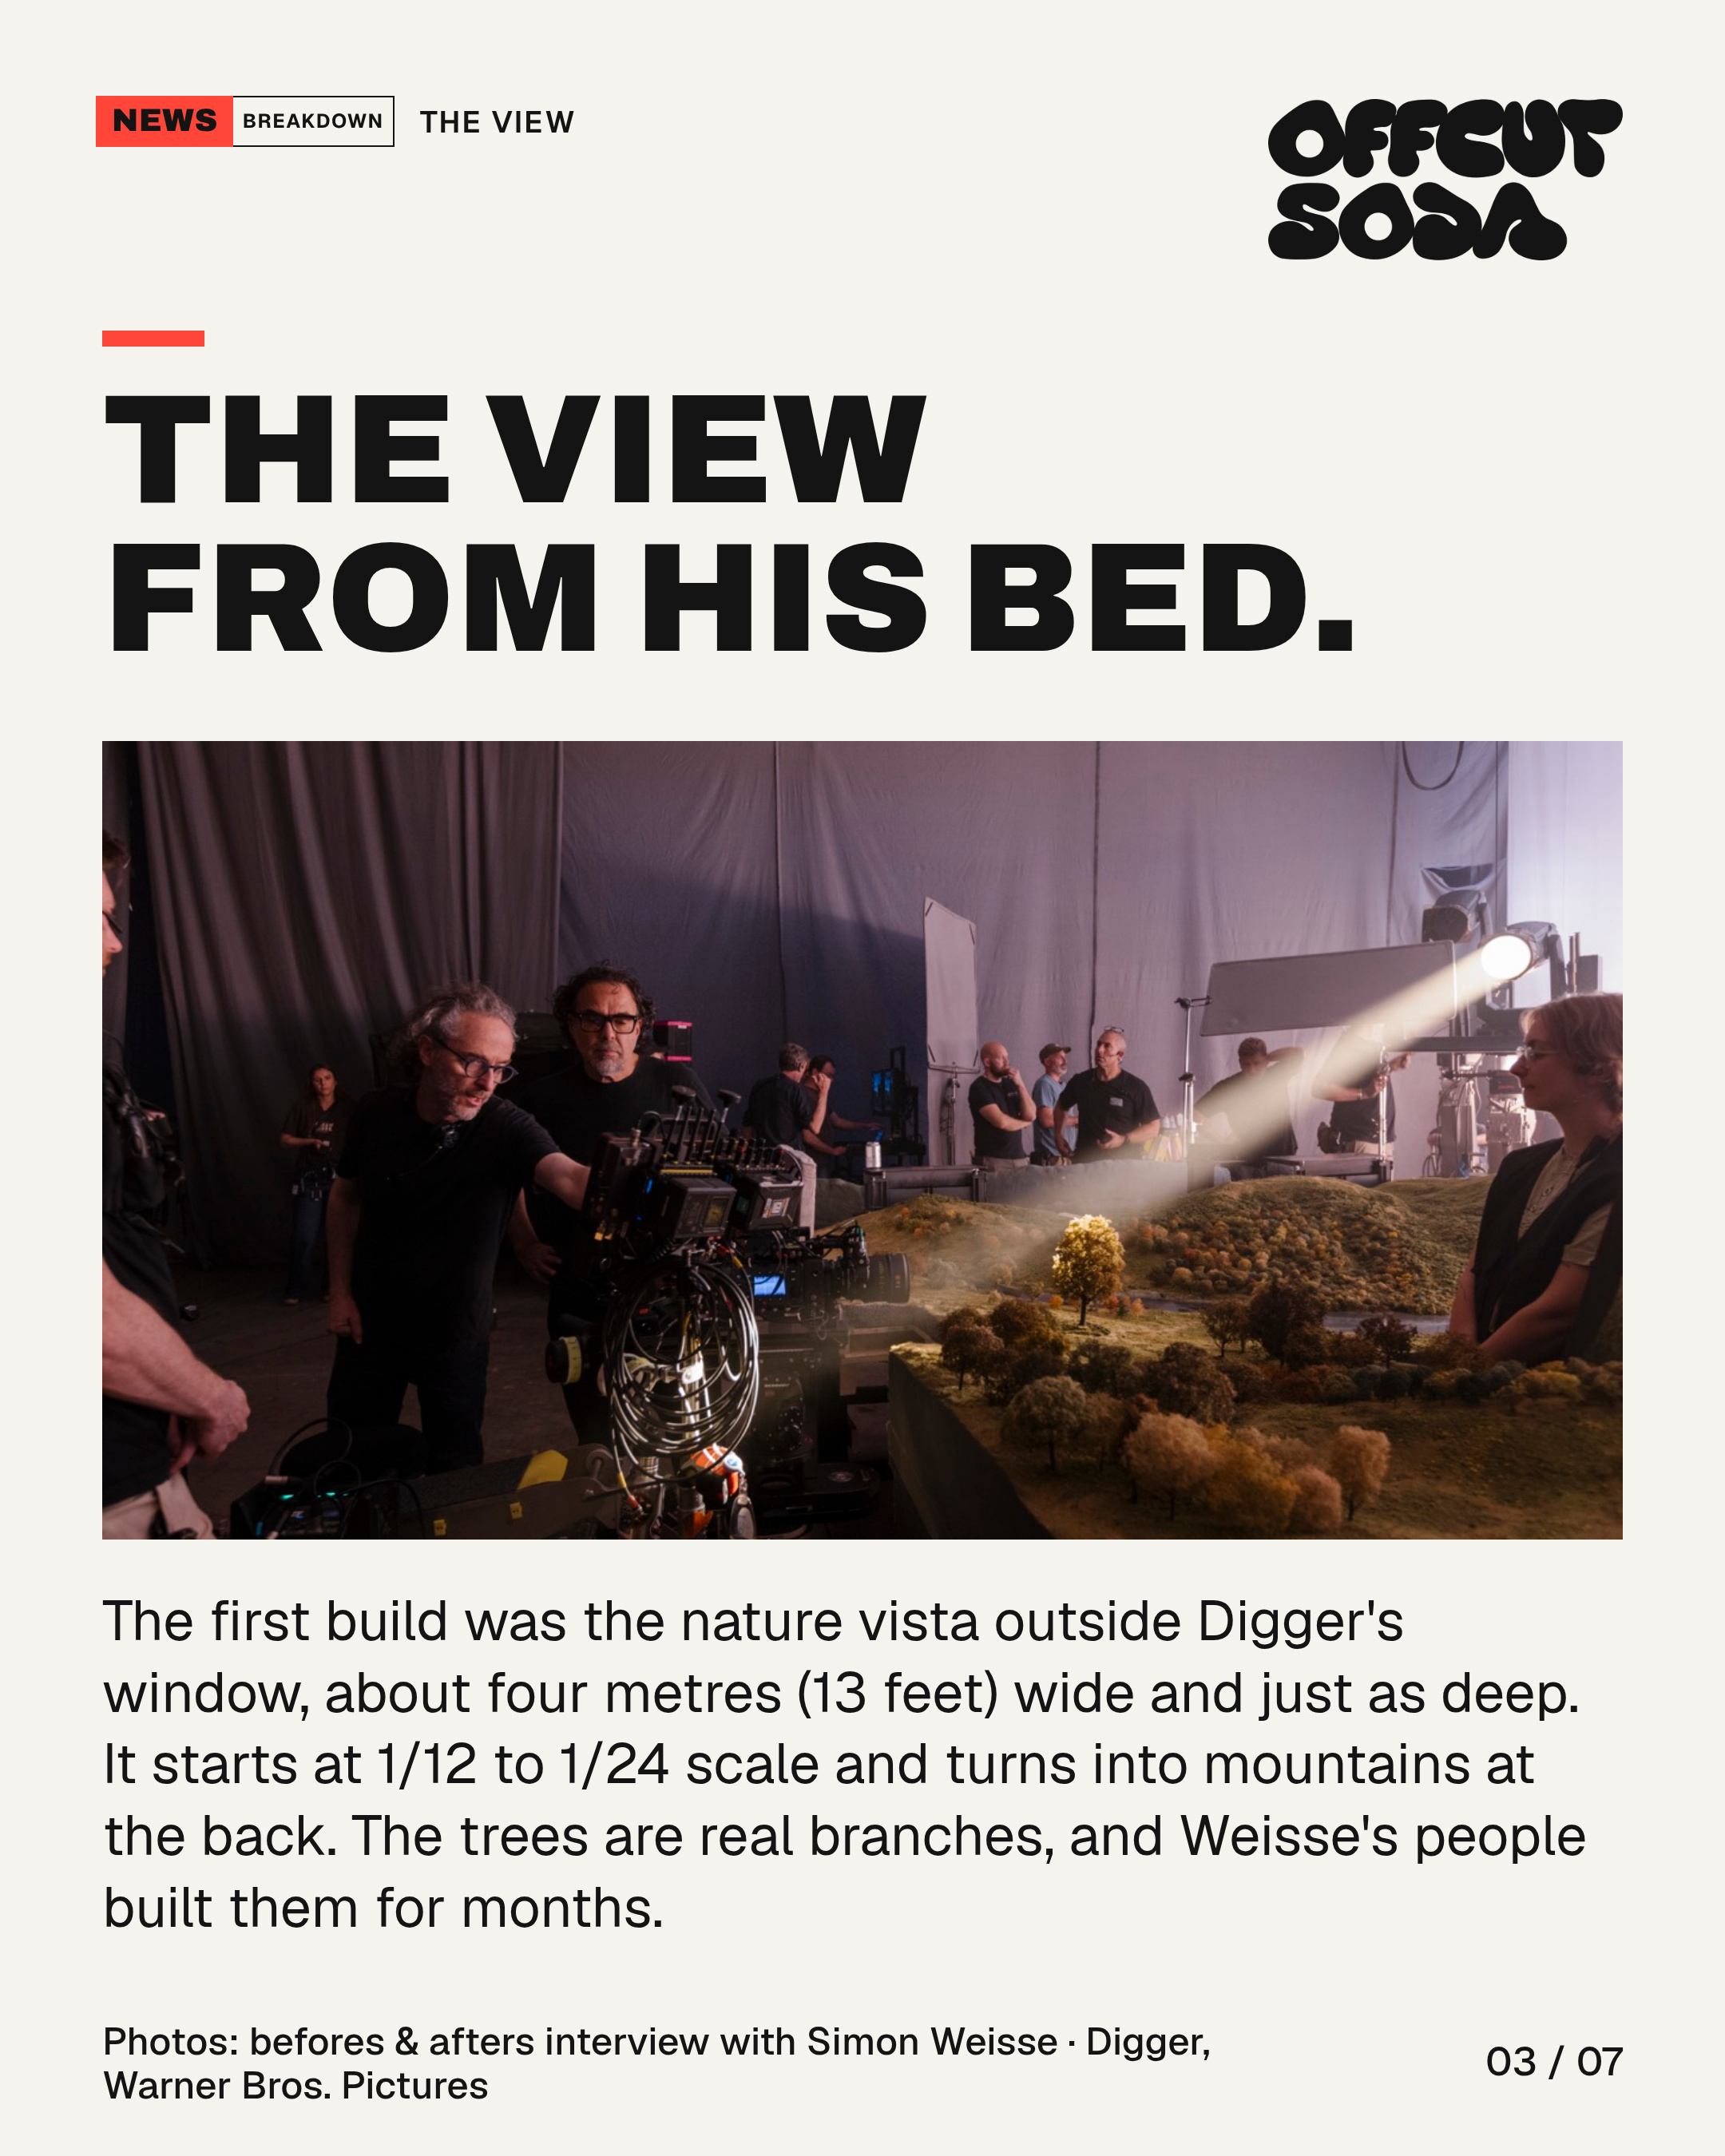 NEWS BREAKDOWN THE VIEW
OFFCUT
SODA
THE VIEW
FROM HIS BED.
The first build was the nature vista outside Digger's
window, about four metres (13 feet) wide and just as deep.
It starts at 1/12 to 1/24 scale and turns into mountains at
the back. The trees are real branches, and Weisse's people
built them for months.
Photos: befores & afters interview with Simon Weisse · Digger,
Warner Bros. Pictures
03 / 07